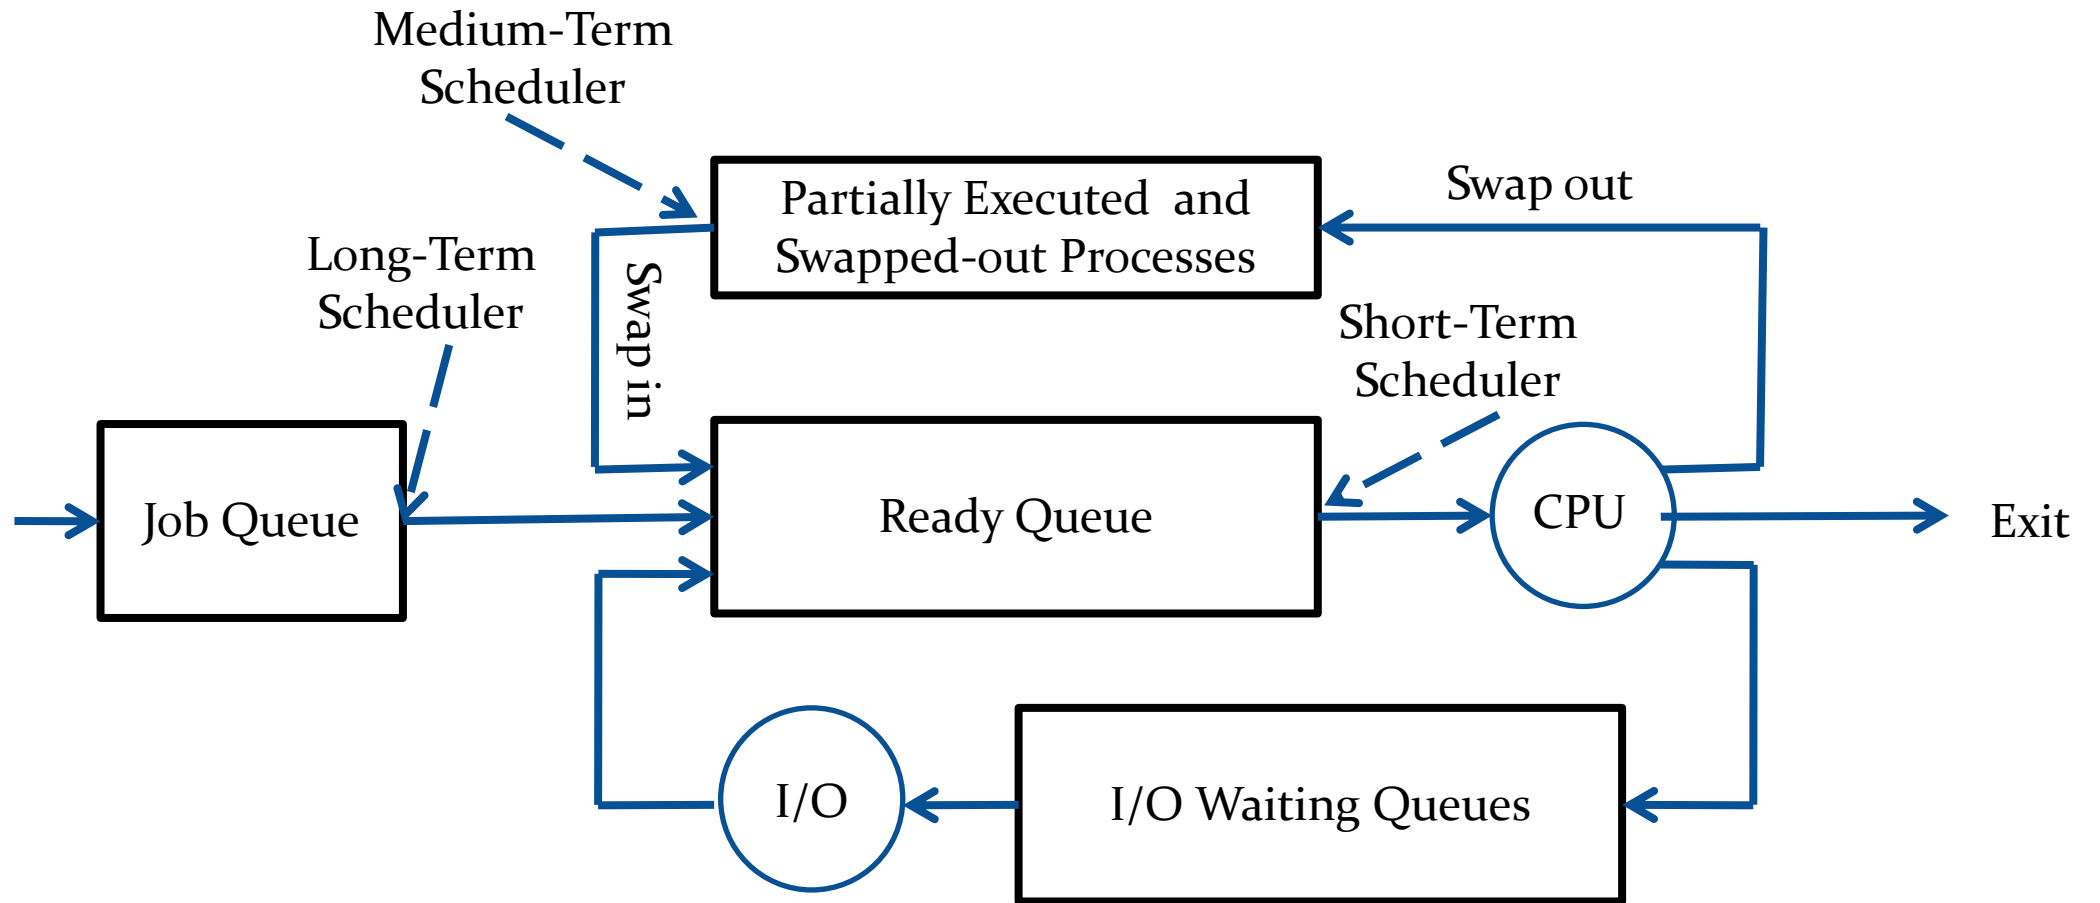 Medium-Term
Scheduler
Partially Executed and
Swapped-out Processes
Swap out
Long-Term
Scheduler
Swap in
Short-Term
Scheduler
Job Queue
Ready Queue
CPU
Exit
I/O
I/O Waiting Queues